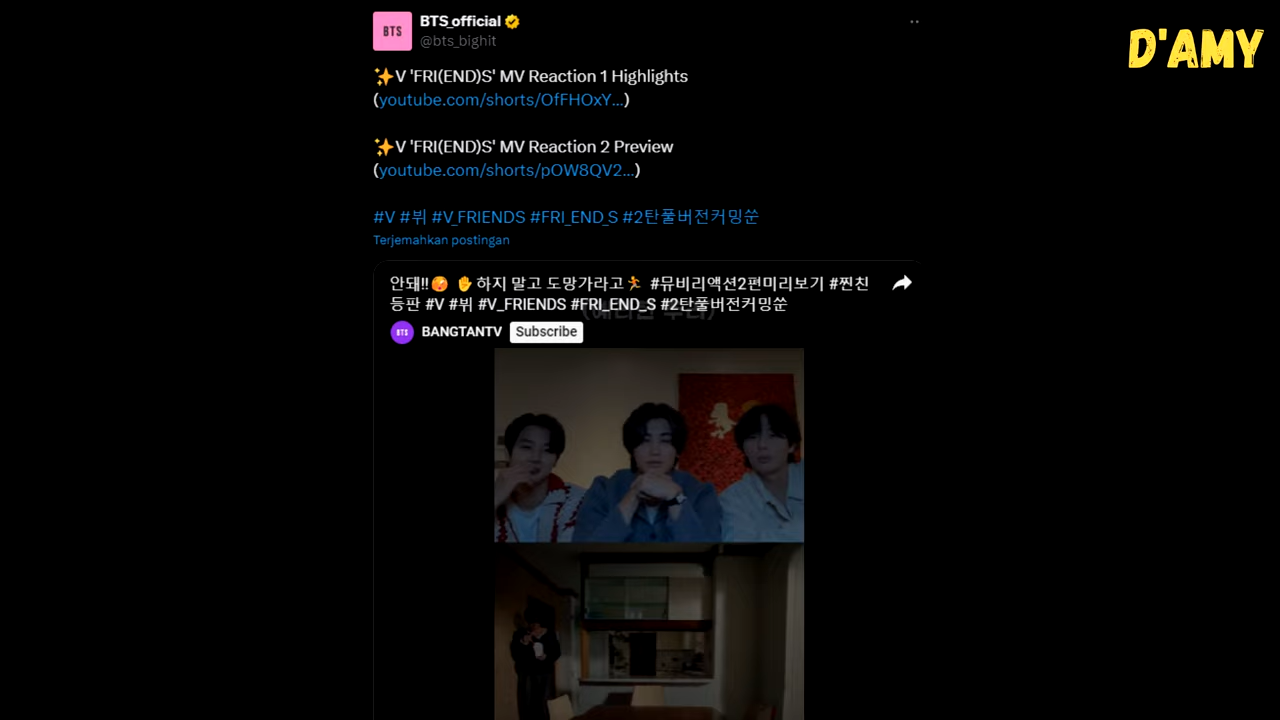 BTS
BTS_official
@bts_bighit
D'AMY
✨V 'FRI(END)S' MV Reaction 1 Highlights
(youtube.com/shorts/OfFHOxY...)
✨V 'FRI(END)S' MV Reaction 2 Preview
(youtube.com/shorts/pOW8QV2...)
#V #뷔 #V_FRIENDS #FRI_END_S #2탄풀버전커밍쑨
Terjemahkan postingan
안돼!!🥵 ✋하지 말고 도망가라고🏃 #뮤비리액션2편미리보기 #찐친
등판 #V #뷔 #V_FRIENDS #FRI_END_S #2탄풀버전커밍쑨
BTS
BANGTANTV
Subscribe